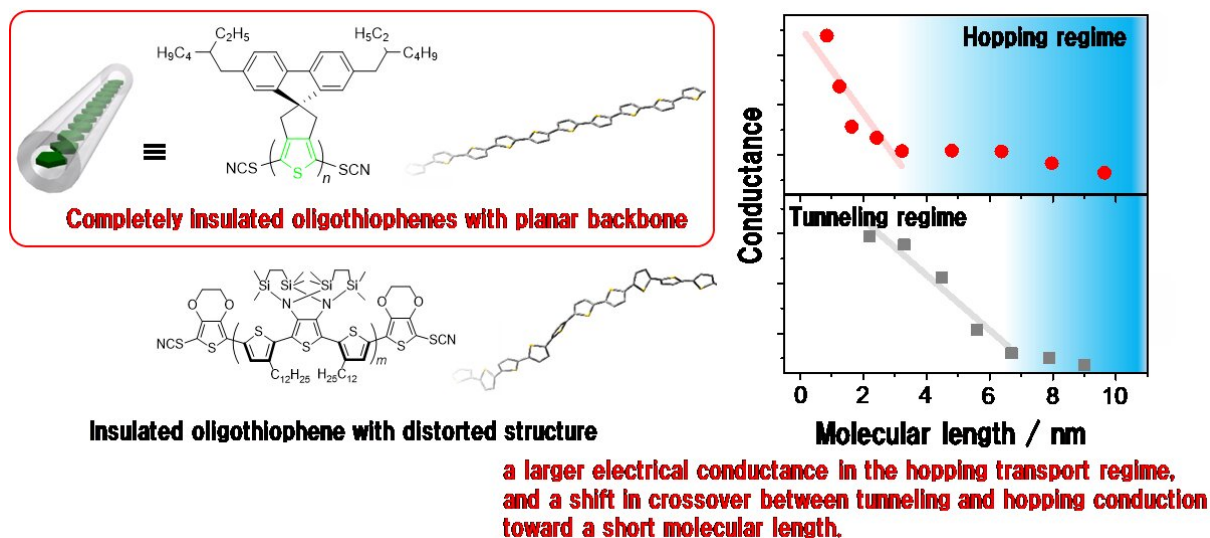 C₂H₅
H₉C₄
H₅C₂
C₄H₉
≡
NCS
S
n
SCN
Completely insulated oligothiophenes with planar backbone
Si
Si
Si
Si
O
O
N
N
O
O
NCS
S
S
S
S
S
SCN
m
C₁₂H₂₅
H₂₅C₁₂
Insulated oligothiophene with distorted structure
Hopping regime
Tunneling regime
Conductance
0 2 4 6 8 10
Molecular length / nm
a larger electrical conductance in the hopping transport regime,
and a shift in crossover between tunneling and hopping conduction
toward a short molecular length.